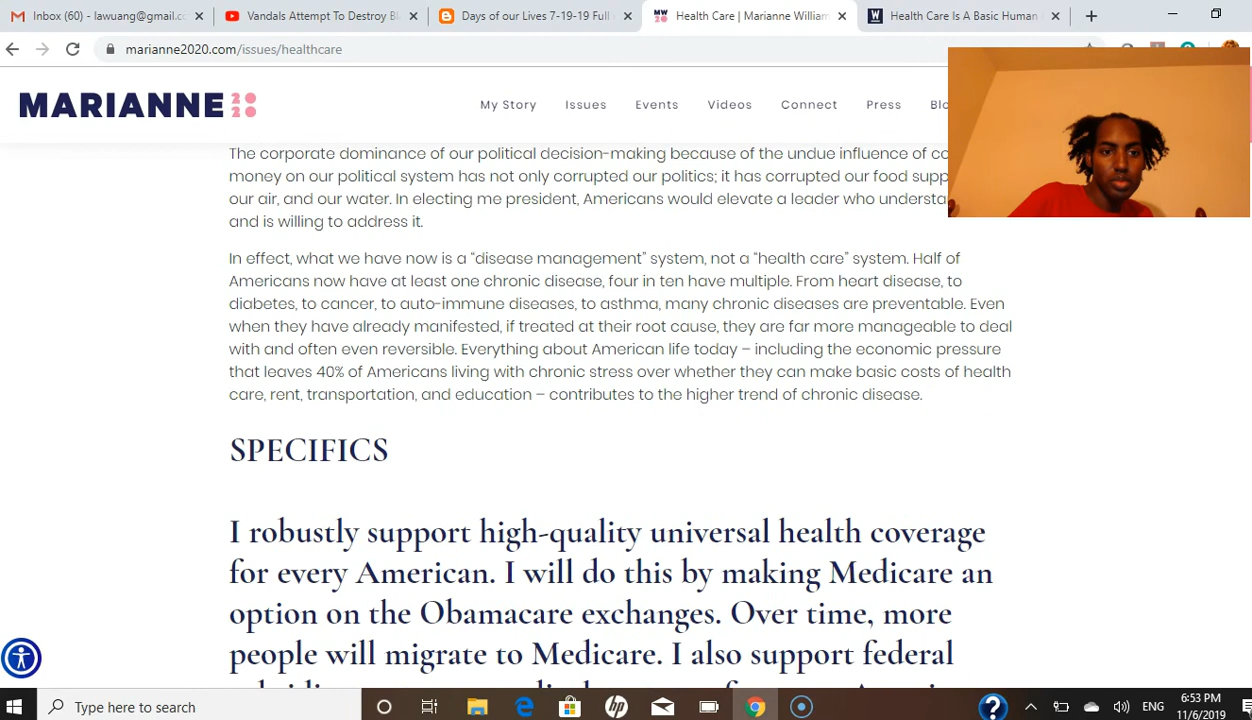 Inbox (60) - lawuang@gmail.c
Vandals Attempt To Destroy Bl
Days of our Lives 7-19-19 Full
Health Care | Marianne William
Health Care Is A Basic Human
marianne2020.com/issues/healthcare
MARIANNE 2020
My Story Issues Events Videos Connect Press Blo
The corporate dominance of our political decision-making because of the undue influence of co
money on our political system has not only corrupted our politics; it has corrupted our food supp
our air, and our water. In electing me president, Americans would elevate a leader who understa
and is willing to address it.
In effect, what we have now is a “disease management” system, not a “health care” system. Half of
Americans now have at least one chronic disease, four in ten have multiple. From heart disease, to
diabetes, to cancer, to auto-immune diseases, to asthma, many chronic diseases are preventable. Even
when they have already manifested, if treated at their root cause, they are far more manageable to deal
with and often even reversible. Everything about American life today – including the economic pressure
that leaves 40% of Americans living with chronic stress over whether they can make basic costs of health
care, rent, transportation, and education – contributes to the higher trend of chronic disease.
SPECIFICS
I robustly support high-quality universal health coverage
for every American. I will do this by making Medicare an
option on the Obamacare exchanges. Over time, more
people will migrate to Medicare. I also support federal
Type here to search
ENG
6:53 PM
11/6/2019